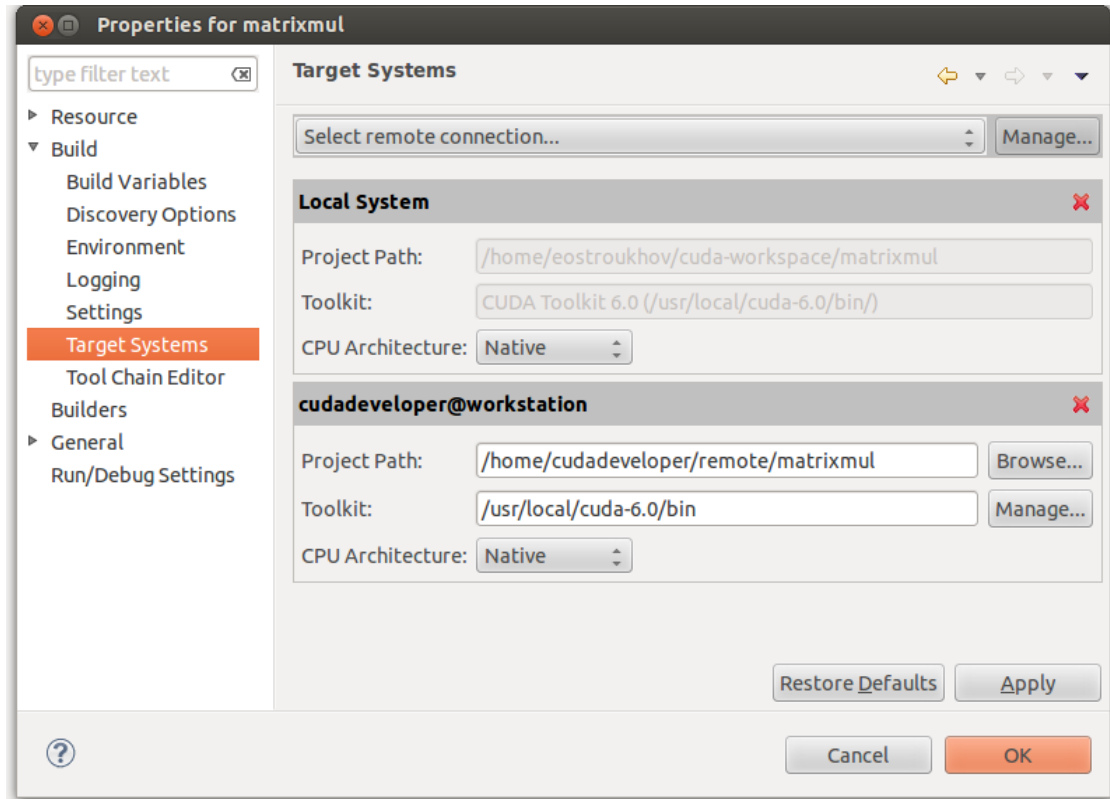 Properties for matrixmul
type filter text
Resource
Build
Build Variables
Discovery Options
Environment
Logging
Settings
Target Systems
Tool Chain Editor
Builders
General
Run/Debug Settings
Target Systems
Select remote connection...
Manage...
Local System
Project Path: /home/eostroukhov/cuda-workspace/matrixmul
Toolkit: CUDA Toolkit 6.0 (/usr/local/cuda-6.0/bin/)
CPU Architecture: Native
cudadeveloper@workstation
Project Path: /home/cudadeveloper/remote/matrixmul Browse...
Toolkit: /usr/local/cuda-6.0/bin Manage...
CPU Architecture: Native
Restore Defaults Apply
? Cancel OK